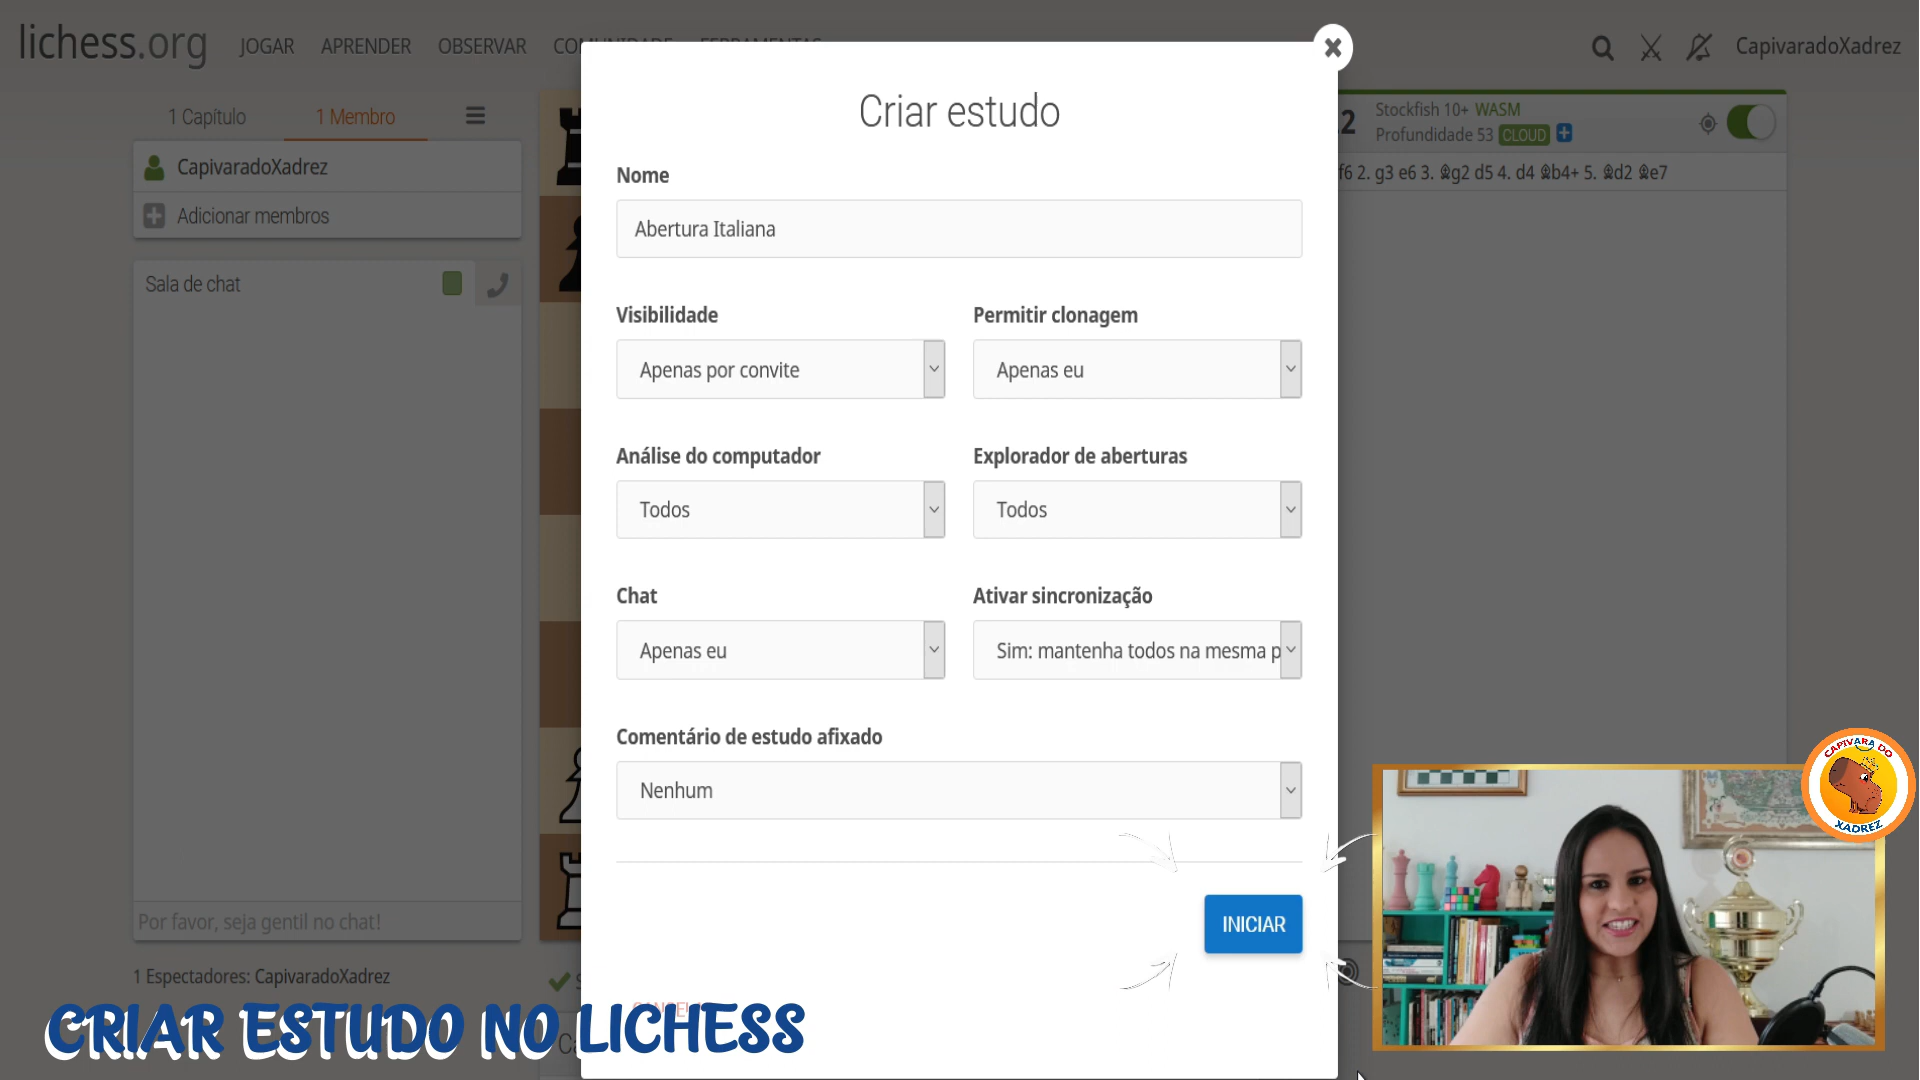 lichess.org JOGAR APRENDER OBSERVAR COMUNIDADE FERRAMENTAS CapivaradoXadrez
1 Capítulo 1 Membro
CapivaradoXadrez
Adicionar membros
Sala de chat
Por favor, seja gentil no chat!
1 Espectadores: CapivaradoXadrez
Criar estudo
Nome
Abertura Italiana
Visibilidade Permitir clonagem
Apenas por convite Apenas eu
Análise do computador Explorador de aberturas
Todos Todos
Chat Ativar sincronização
Apenas eu Sim: mantenha todos na mesma p
Comentário de estudo afixado
Nenhum
INICIAR
2 Stockfish 10+ WASM
Profundidade 53 CLOUD
f6 2. g3 e6 3. ♗g2 d5 4. d4 ♗b4+ 5. ♗d2 ♗e7
CAPIVARA DO
XADREZ
CRIAR ESTUDO NO LICHESS